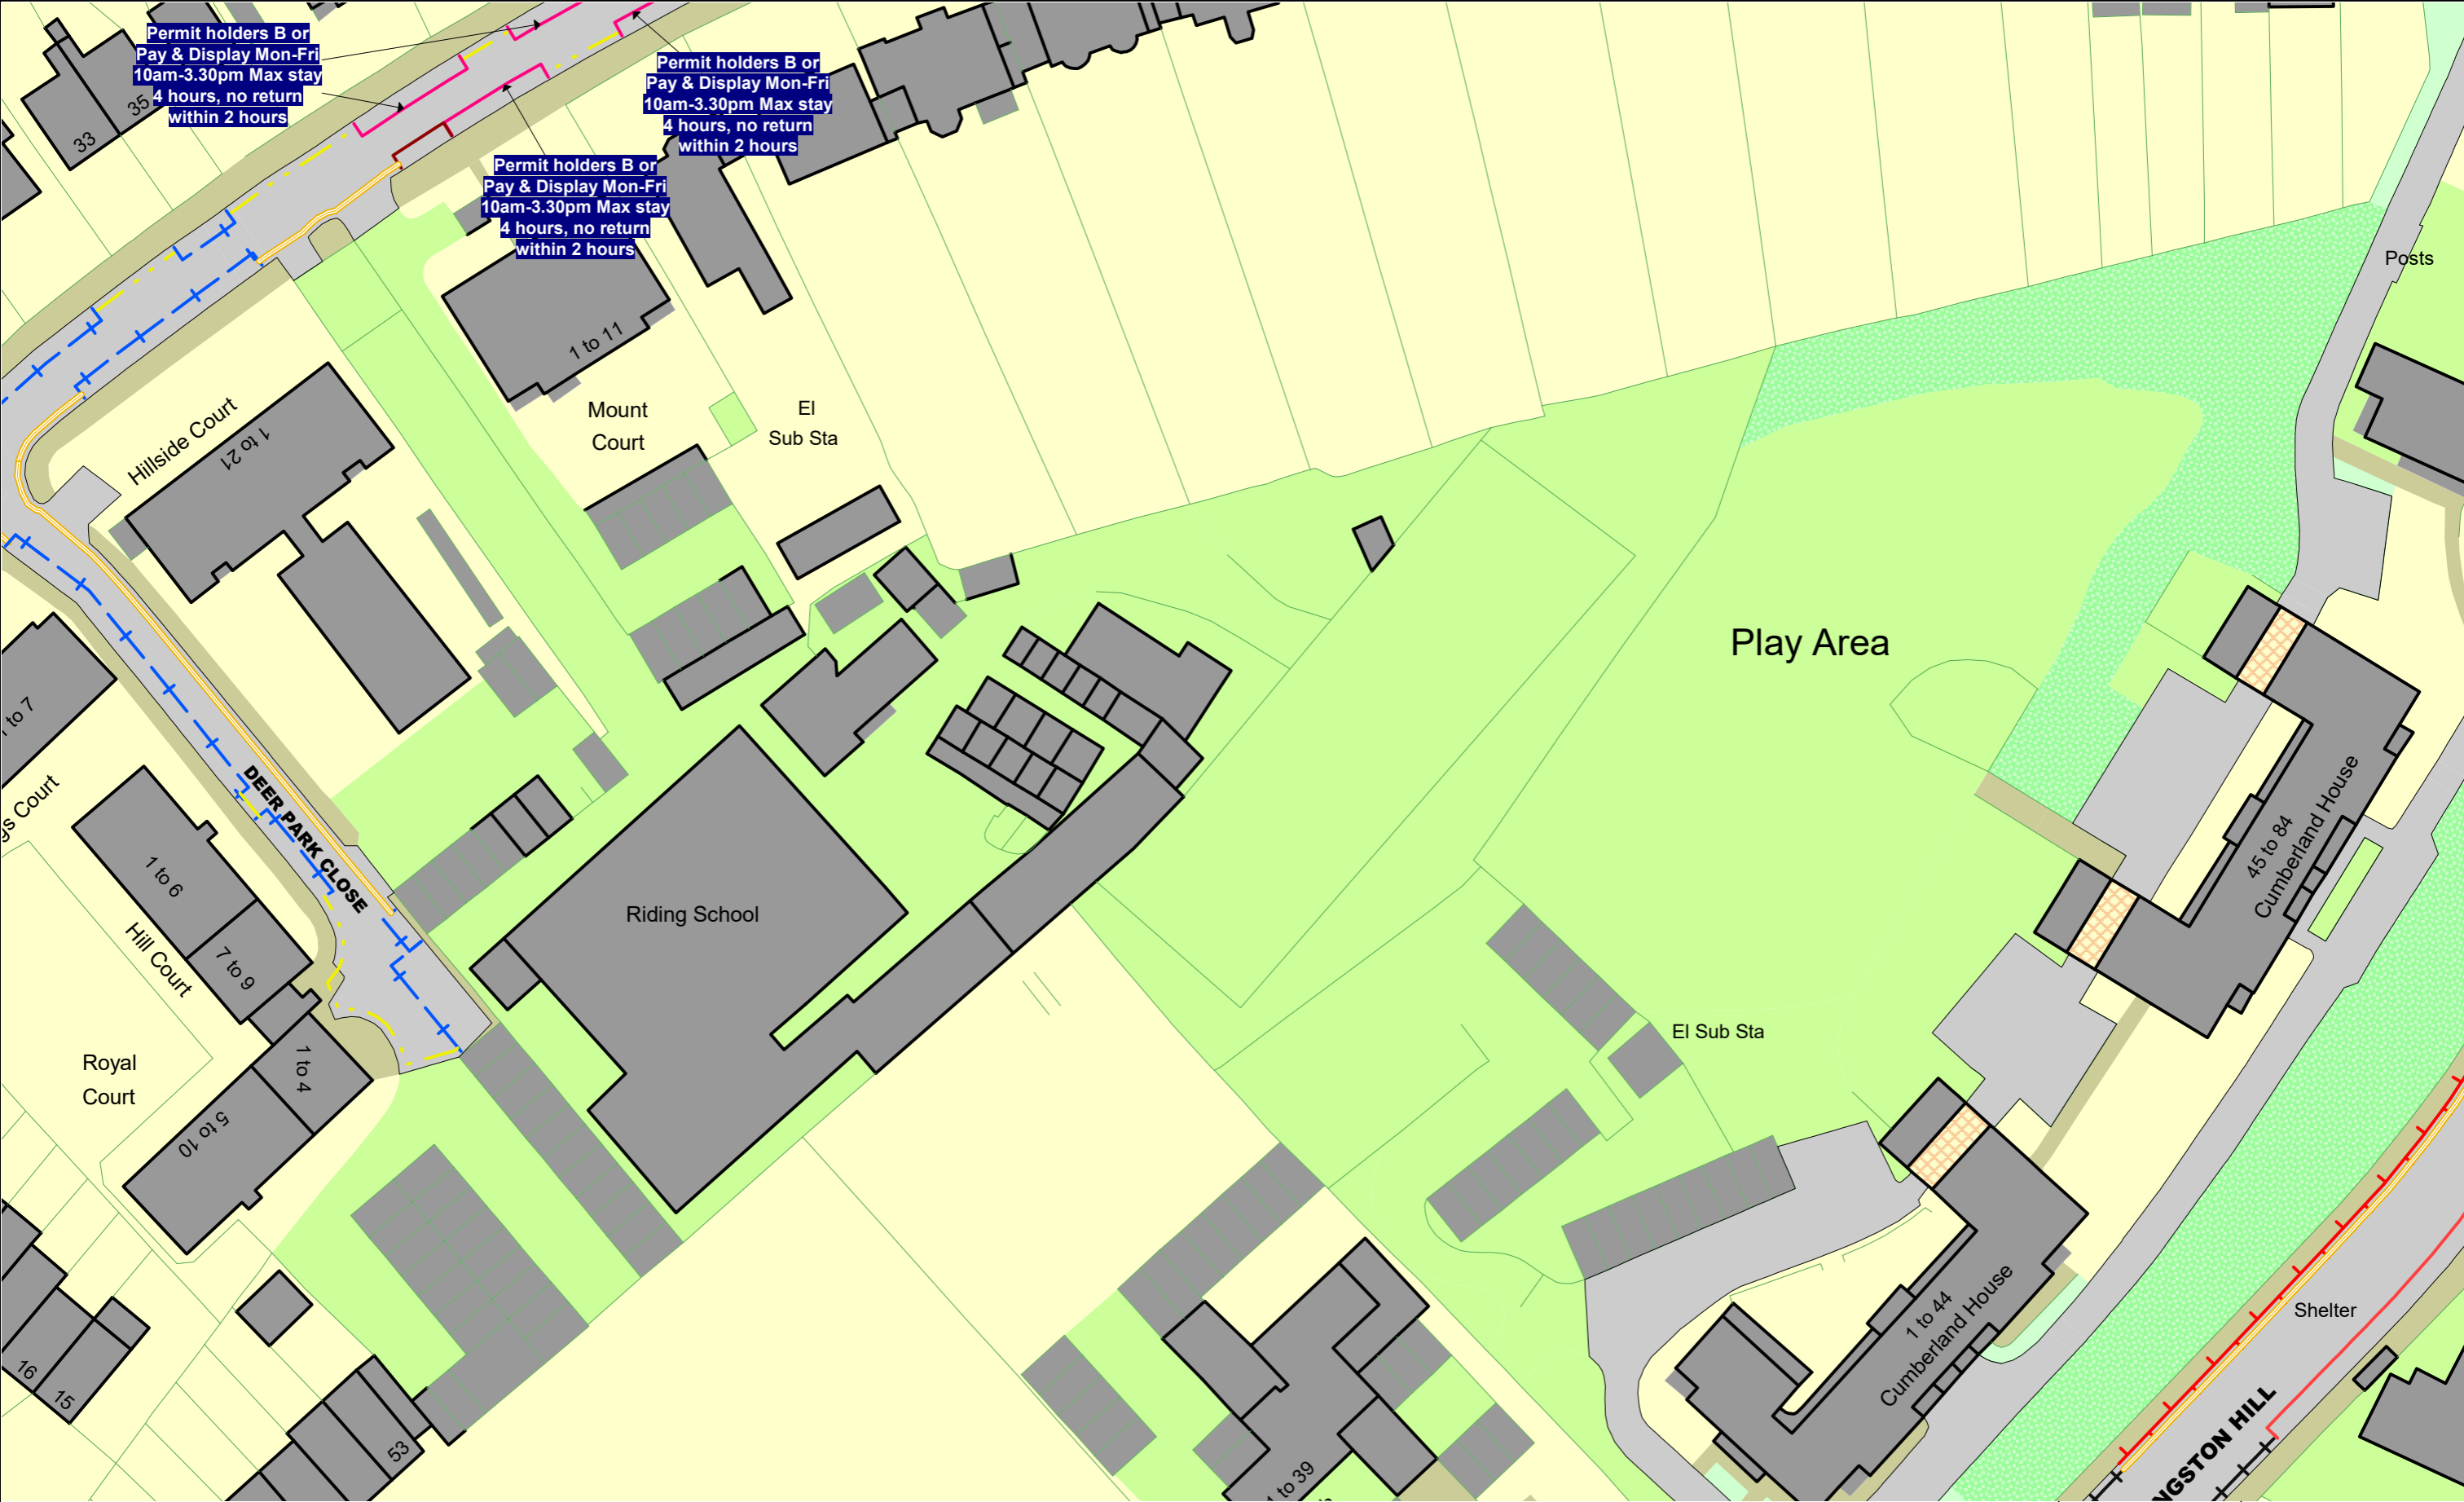 Permit holders B or
Pay & Display Mon-Fri
10am-3.30pm Max stay
4 hours, no return
within 2 hours
Permit holders B or
Pay & Display Mon-Fri
10am-3.30pm Max stay
4 hours, no return
within 2 hours
Permit holders B or
Pay & Display Mon-Fri
10am-3.30pm Max stay
4 hours, no return
within 2 hours
33
35
Posts
1 to 11
Mount
Court
El
Sub Sta
Hillside Court
1 to 21
Play Area
to 7
gs Court
DEER PARK CLOSE
1 to 6
7 to 9
Hill Court
Riding School
45 to 84
Cumberland House
El Sub Sta
Royal
Court
1 to 4
5 to 10
Shelter
1 to 44
Cumberland House
16
15
53
1 to 39
NGSTON HILL